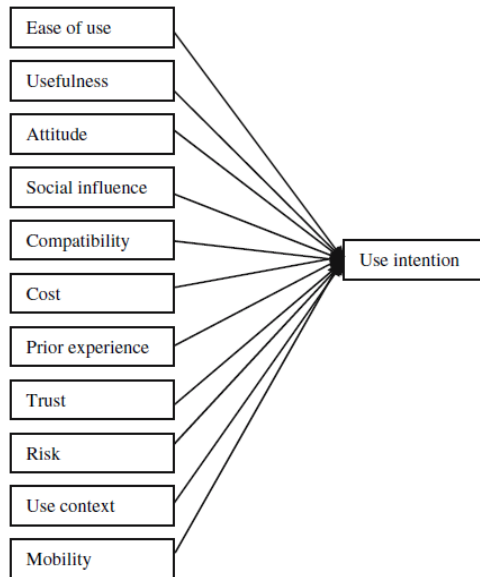 Ease of use
Usefulness
Attitude
Social influence
Compatibility
Use intention
Cost
Prior experience
Trust
Risk
Use context
Mobility